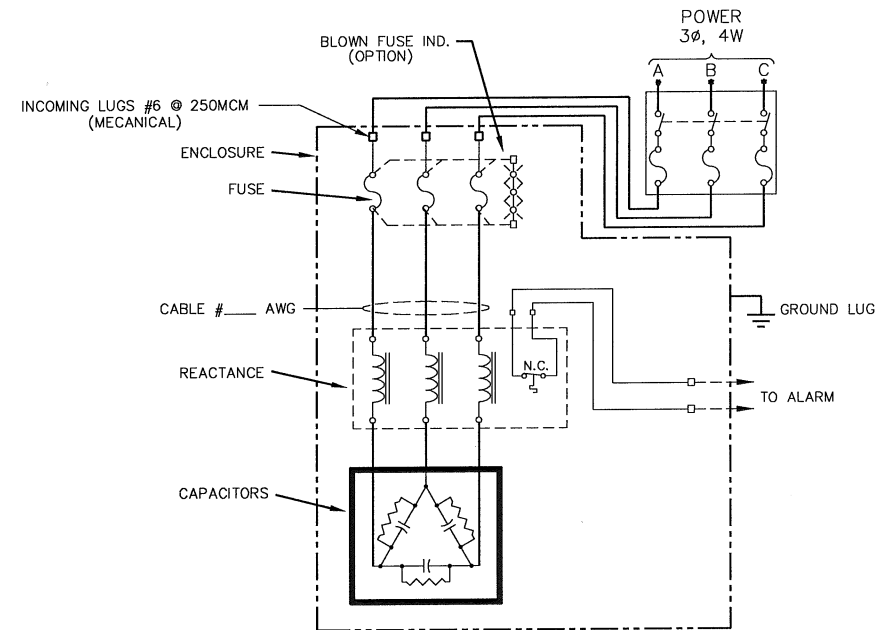 POWER
3Ø, 4W
A B C
BLOWN FUSE IND.
(OPTION)
INCOMING LUGS #6 @ 250MCM
(MECANICAL)
ENCLOSURE
FUSE
CABLE #___ AWG
GROUND LUG
N.C.
REACTANCE
TO ALARM
CAPACITORS